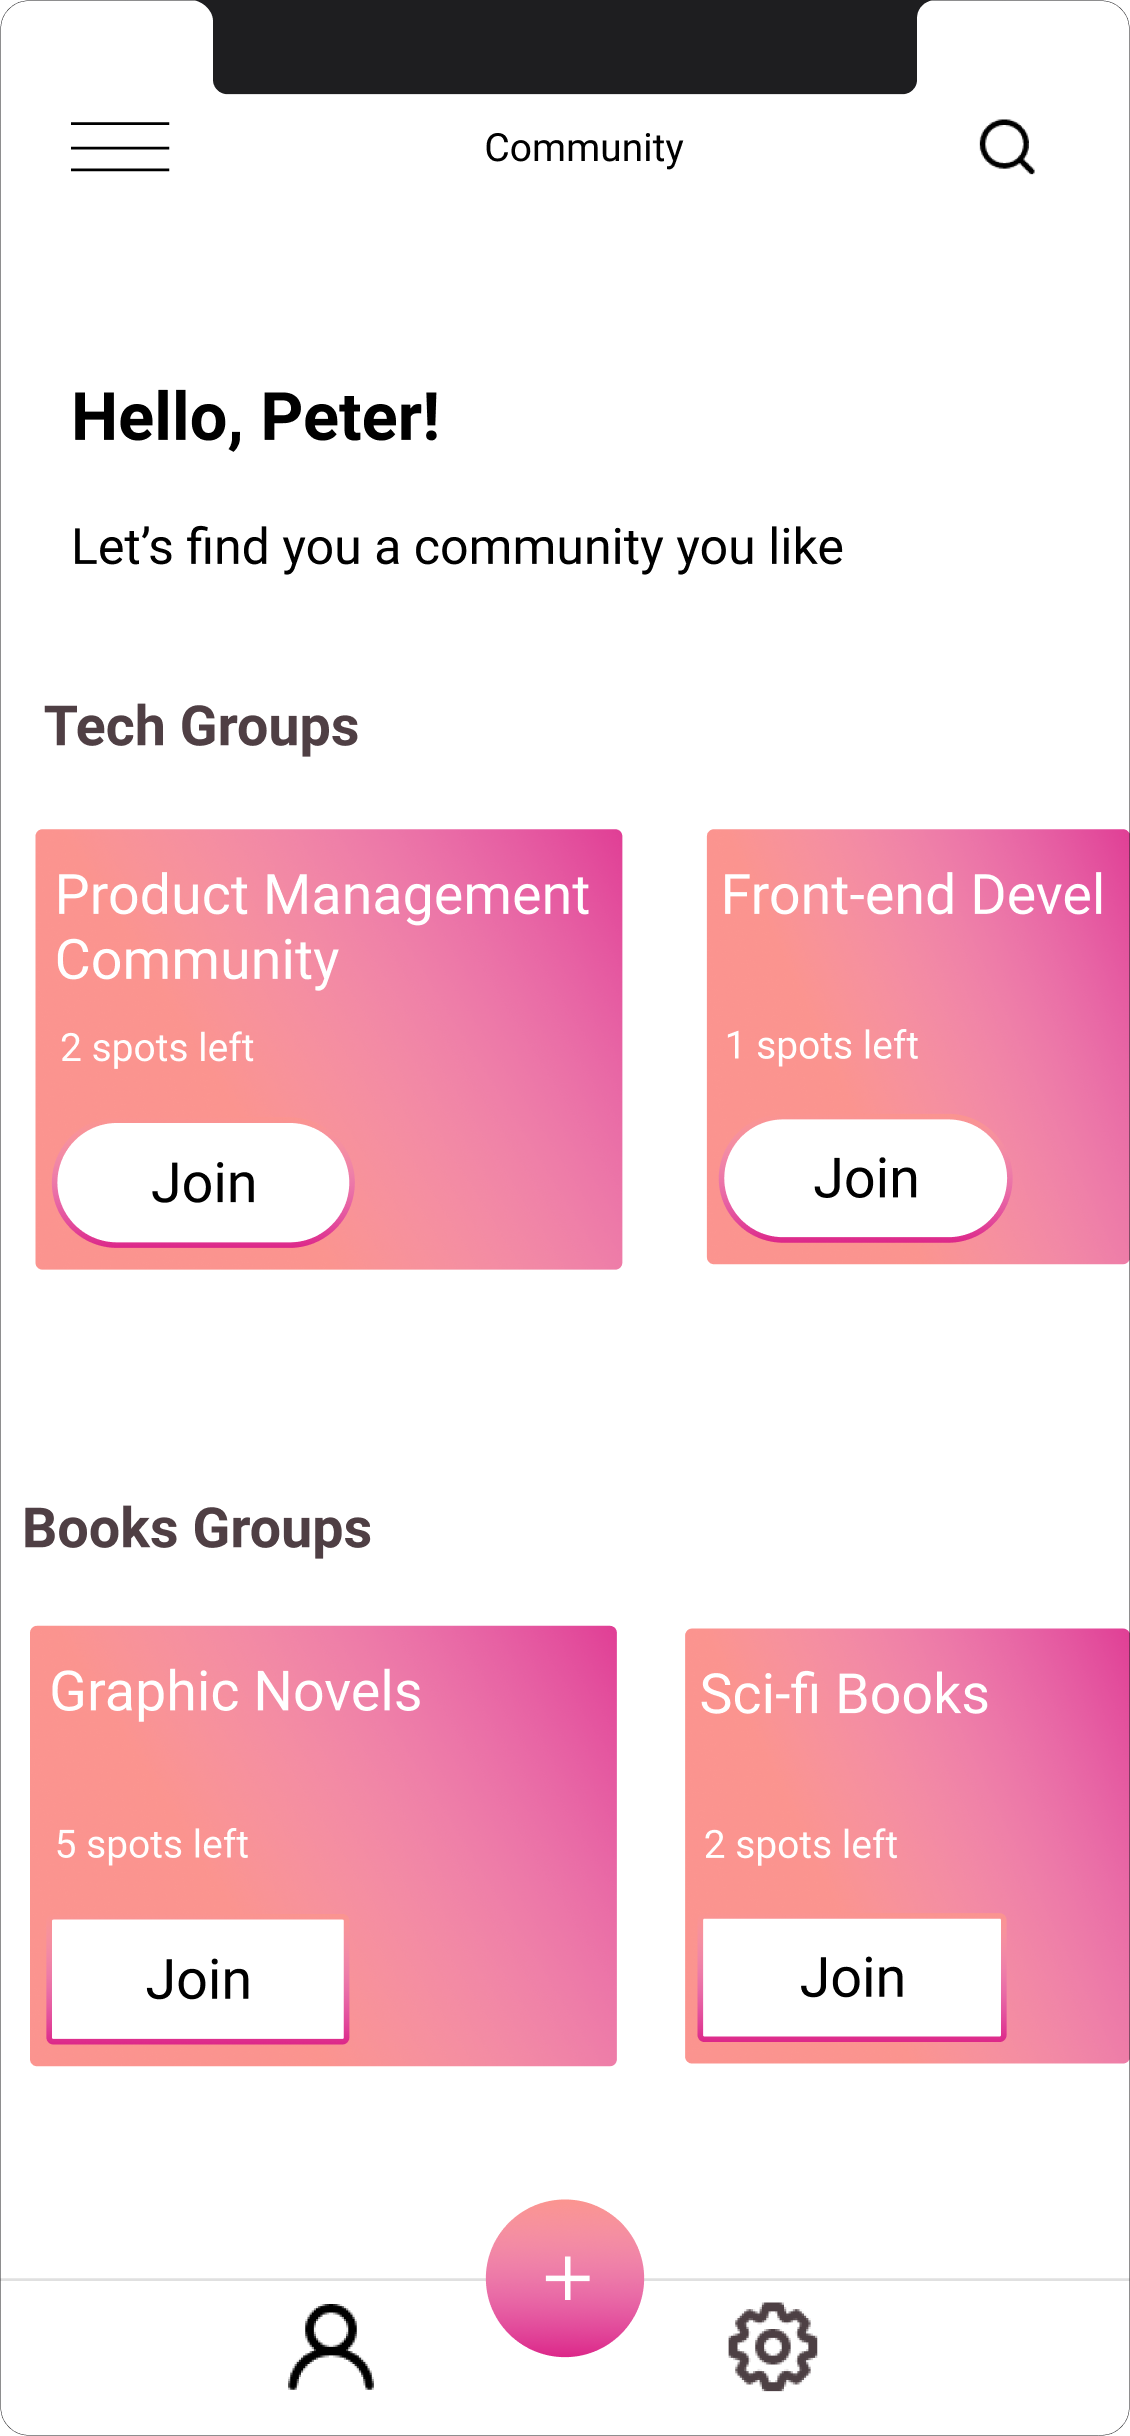 Community
Hello, Peter!
Let’s find you a community you like
Tech Groups
Product Management
Community
2 spots left
Join
Front-end Devel
1 spots left
Join
Books Groups
Graphic Novels
5 spots left
Join
Sci-fi Books
2 spots left
Join
+